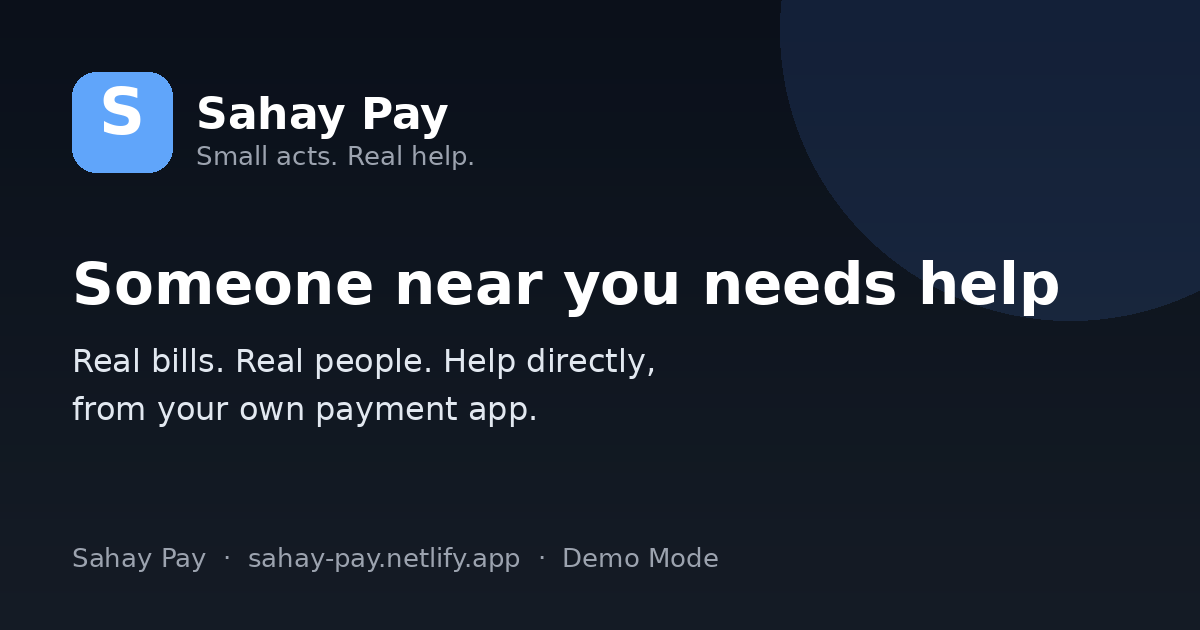 S
Sahay Pay
Small acts. Real help.
Someone near you needs help
Real bills. Real people. Help directly,
from your own payment app.
Sahay Pay · sahay-pay.netlify.app · Demo Mode